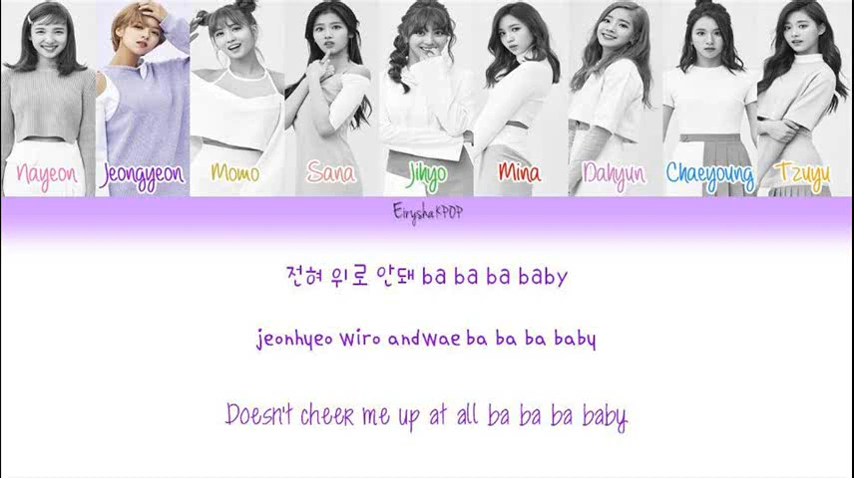 Nayeon Jeongyeon Momo Sana Jihyo Mina Dahyun Chaeyoung Tzuyu
EiryshaKPOP
전혀 위로 안돼 ba ba ba baby
jeonhyeo wiro andwae ba ba ba baby
Doesn't cheer me up at all ba ba ba baby